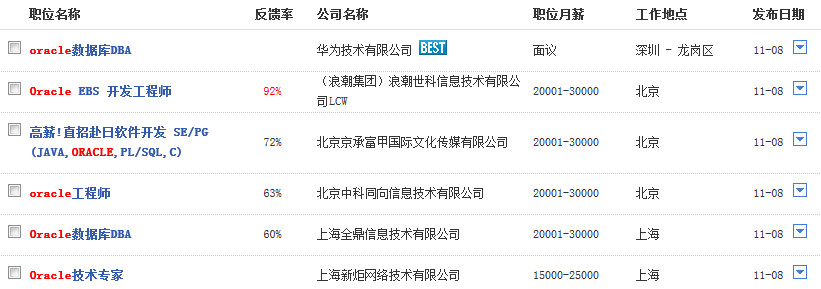 职位名称 反馈率 公司名称 职位月薪 工作地点 发布日期
oracle数据库DBA 华为技术有限公司 BEST 面议 深圳 - 龙岗区 11-08
Oracle EBS 开发工程师 92% （浪潮集团）浪潮世科信息技术有限公 20001-30000 北京 11-08
司LCW
高薪!直招赴日软件开发 SE/PG 72% 北京京承富甲国际文化传媒有限公司 20001-30000 北京 11-08
(JAVA,ORACLE,PL/SQL,C)
oracle工程师 63% 北京中科同向信息技术有限公司 20001-30000 北京 11-08
Oracle数据库DBA 60% 上海全鼎信息技术有限公司 20001-30000 上海 11-08
Oracle技术专家 上海新炬网络技术有限公司 15000-25000 上海 11-08